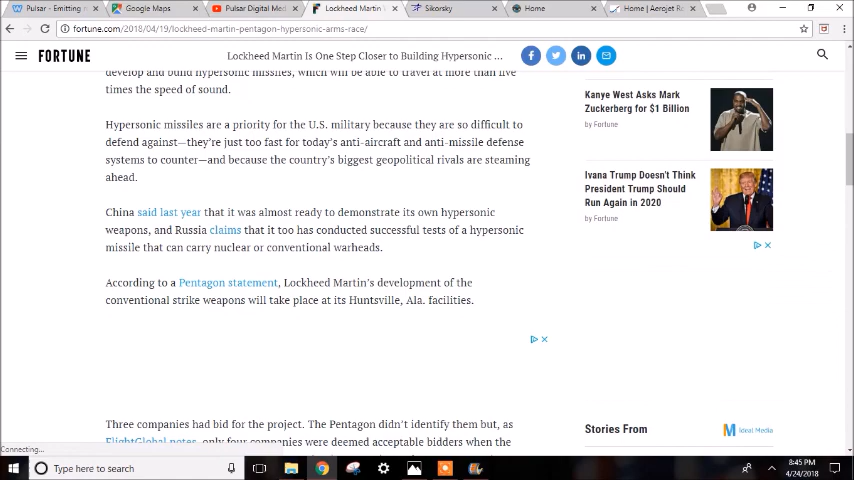 Pulsar - Emitting n
Google Maps
Pulsar Digital Medi
Lockheed Martin
Sikorsky
Home
Home | Aerojet R
fortune.com/2018/04/19/lockheed-martin-pentagon-hypersonic-arms-race/
FORTUNE
Lockheed Martin Is One Step Closer to Building Hypersonic ...
develop and build hypersonic missiles, which will be able to travel at more than five
times the speed of sound.
Hypersonic missiles are a priority for the U.S. military because they are so difficult to
defend against—they're just too fast for today's anti-aircraft and anti-missile defense
systems to counter—and because the country's biggest geopolitical rivals are steaming
ahead.
China said last year that it was almost ready to demonstrate its own hypersonic
weapons, and Russia claims that it too has conducted successful tests of a hypersonic
missile that can carry nuclear or conventional warheads.
According to a Pentagon statement, Lockheed Martin's development of the
conventional strike weapons will take place at its Huntsville, Ala. facilities.
Three companies had bid for the project. The Pentagon didn't identify them but, as
FlightGlobal notes, only four companies were deemed acceptable bidders when the
Kanye West Asks Mark
Zuckerberg for $1 Billion
by Fortune
Ivana Trump Doesn't Think
President Trump Should
Run Again in 2020
by Fortune
Stories From
Ideal Media
Connecting...
Type here to search
8:45 PM
4/24/2018